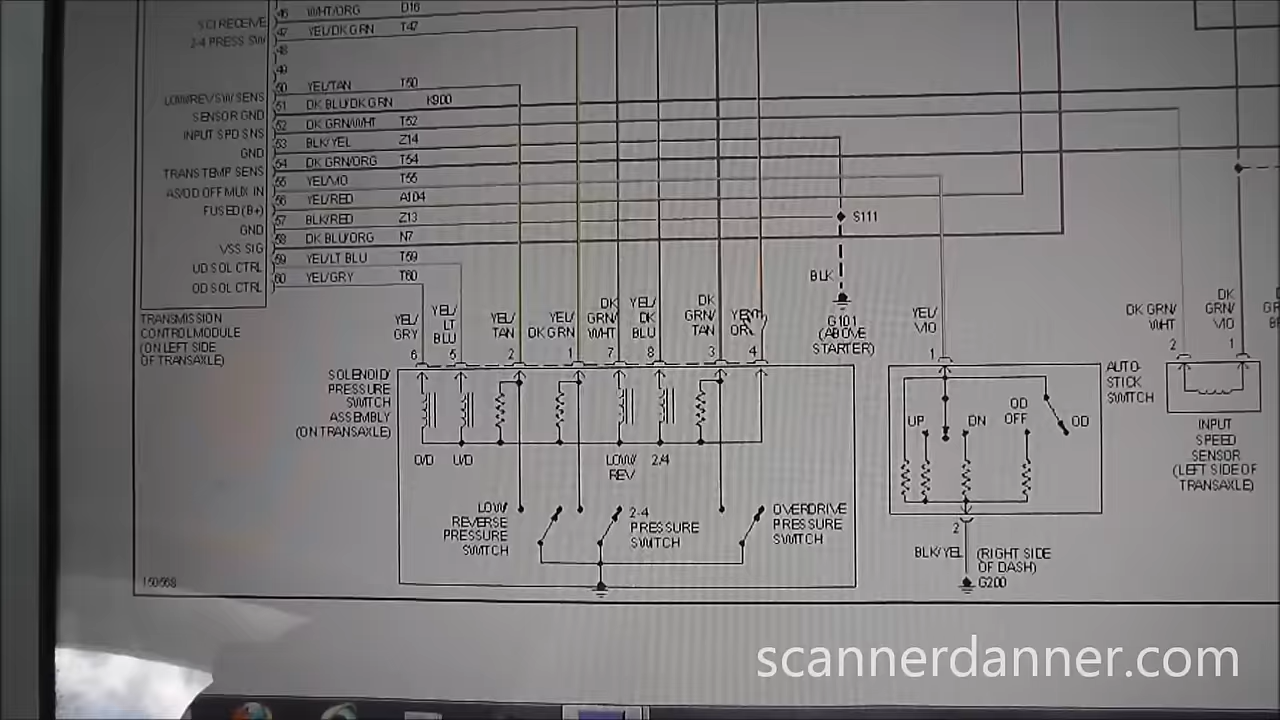 46 WHT/ORG D16
SCI RECEIVE 47 YEL/DK GRN T47
2-4 PRESS SW 48
49
50 YEL/TAN T50
LOW/REV SW SENS 51 DK BLU/DK GRN K900
SENSOR GND 52 DK GRN/WHT T52
INPUT SPD SNS 53 BLK/YEL Z14
GND 54 DK GRN/ORG T54
TRANS TEMP SENS 55 YEL/VIO T55
AS/OD OFF MUX IN 56 YEL/RED A104
FUSED (B+) 57 BLK/RED Z13
GND 58 DK BLU/ORG N7
VSS SIG 59 YEL/LT BLU T59
UD SOL CTRL 60 YEL/GRY T60
OD SOL CTRL
S111
BLK
G101
(ABOVE
STARTER)
TRANSMISSION
CONTROL MODULE
(ON LEFT SIDE
OF TRANSAXLE)
YEL/
GRY
6
YEL/
LT
BLU
5
YEL/
TAN
2
YEL/
DK GRN
1
DK
GRN/
WHT
7
YEL/
DK
BLU
8
DK
GRN/
TAN
3
4
YEL/
VIO
1
DK GRN/
WHT
2
DK
GRN/
VIO
1
SOLENOID/
PRESSURE
SWITCH
ASSEMBLY
(ON TRANSAXLE)
O/D
U/D
LOW/
REV
2/4
LOW/
REVERSE
PRESSURE
SWITCH
2-4
PRESSURE
SWITCH
OVERDRIVE
PRESSURE
SWITCH
AUTO
STICK
SWITCH
UP
DN
OD
OFF
OD
2
BLK/YEL
(RIGHT SIDE
OF DASH)
G200
INPUT
SPEED
SENSOR
(LEFT SIDE OF
TRANSAXLE)
scannerdanner.com